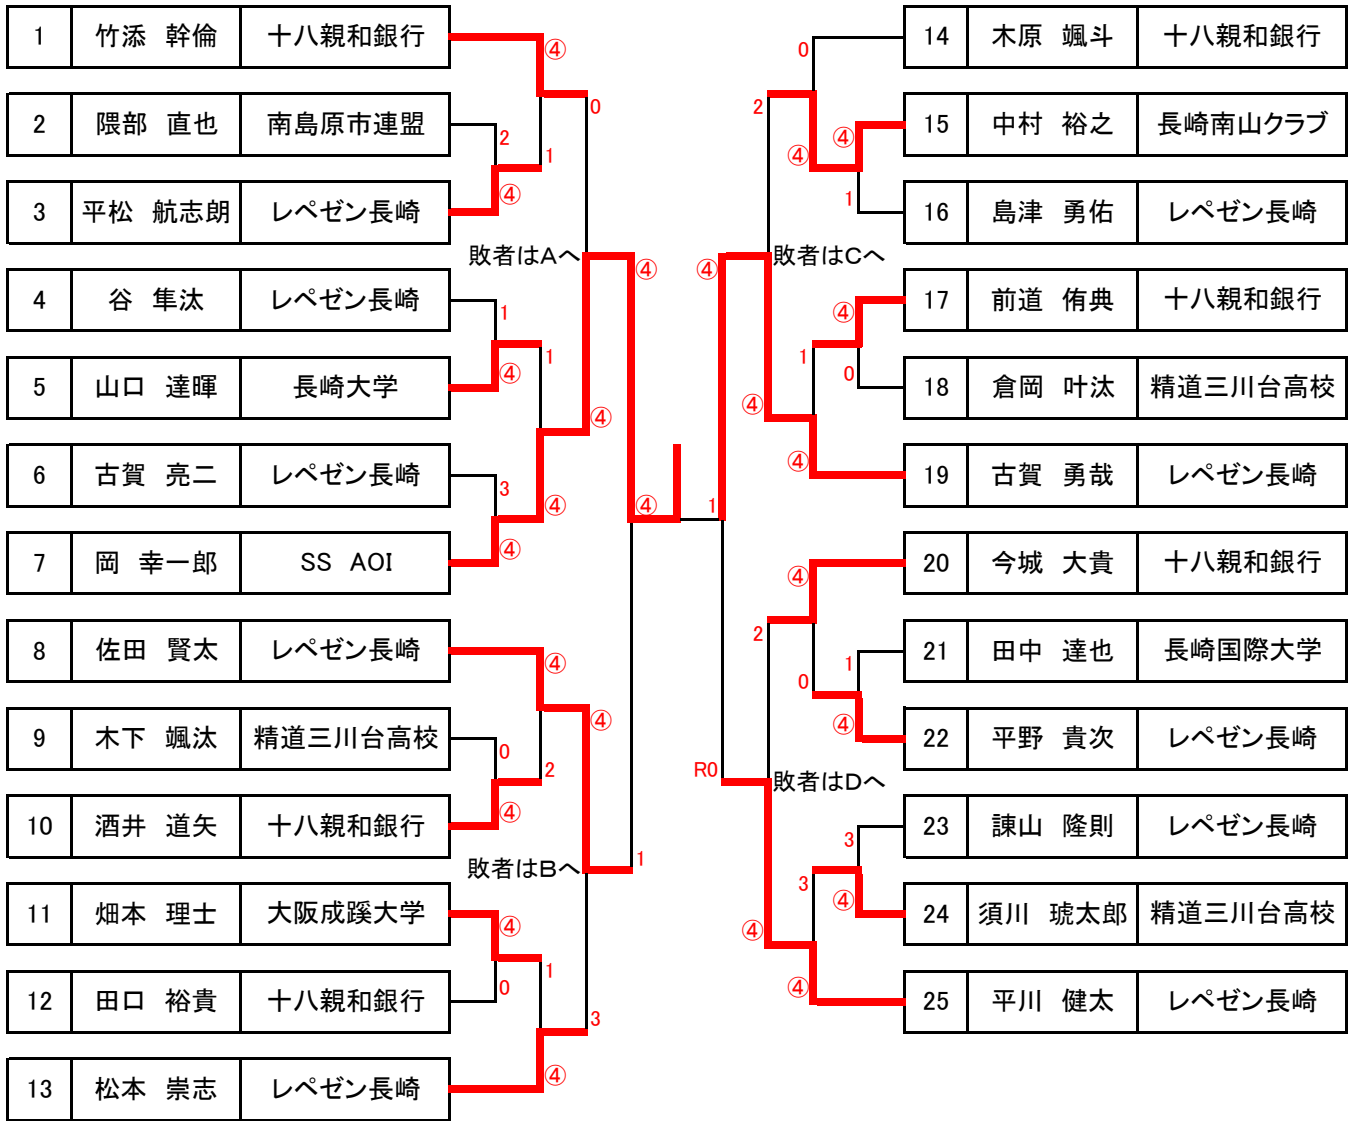 1 竹添 幹倫 十八親和銀行
④
2 隈部 直也 南島原市連盟
2
1
0
3 平松 航志朗 レペゼン長崎
④
敗者はAへ
④
4 谷 隼汰 レペゼン長崎
1
5 山口 達暉 長崎大学
④
1
④
6 古賀 亮二 レペゼン長崎
3
④
④
7 岡 幸一郎 SS AOI
④
8 佐田 賢太 レペゼン長崎
④
9 木下 颯汰 精道三川台高校
0
2
④
10 酒井 道矢 十八親和銀行
④
敗者はBへ
1
11 畑本 理士 大阪成蹊大学
④
12 田口 裕貴 十八親和銀行
0
1
3
13 松本 崇志 レペゼン長崎
④
14 木原 颯斗 十八親和銀行
0
2
15 中村 裕之 長崎南山クラブ
④
④
16 島津 勇佑 レペゼン長崎
1
敗者はCへ
④
17 前道 侑典 十八親和銀行
④
1
18 倉岡 叶汰 精道三川台高校
0
④
19 古賀 勇哉 レペゼン長崎
④
1
20 今城 大貴 十八親和銀行
④
2
21 田中 達也 長崎国際大学
1
0
22 平野 貴次 レペゼン長崎
④
R0
敗者はDへ
23 諌山 隆則 レペゼン長崎
3
3
24 須川 琥太郎 精道三川台高校
④
④
25 平川 健太 レペゼン長崎
④